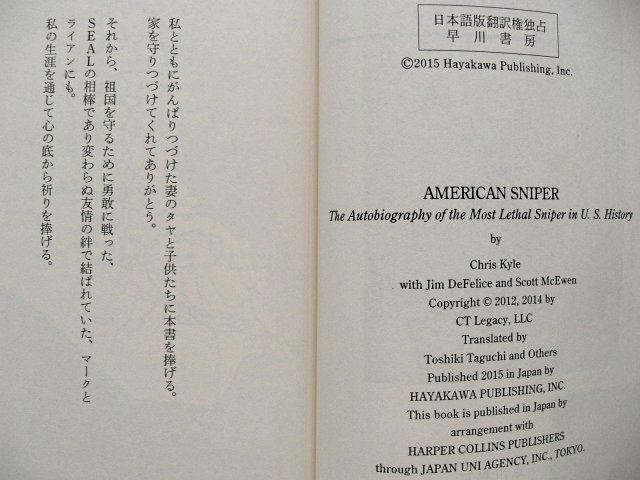 私とともにがんばりつづけた妻のタヤと子供たちに本書を捧げる。
家を守りつづけてくれてありがとう。
それから、祖国を守るために勇敢に戦った、
SEALの相棒であり変わらぬ友情の絆で結ばれていた、マークと
ライアンにも。
私の生涯を通じて心の底から祈りを捧げる。
日本語版翻訳権独占
早川書房
©2015 Hayakawa Publishing, Inc.
AMERICAN SNIPER
The Autobiography of the Most Lethal Sniper in U. S. History
by
Chris Kyle
with Jim DeFelice and Scott McEwen
Copyright © 2012, 2014 by
CT Legacy, LLC
Translated by
Toshiki Taguchi and Others
Published 2015 in Japan by
HAYAKAWA PUBLISHING, INC.
This book is published in Japan by
arrangement with
HARPER COLLINS PUBLISHERS
through JAPAN UNI AGENCY, INC., TOKYO.